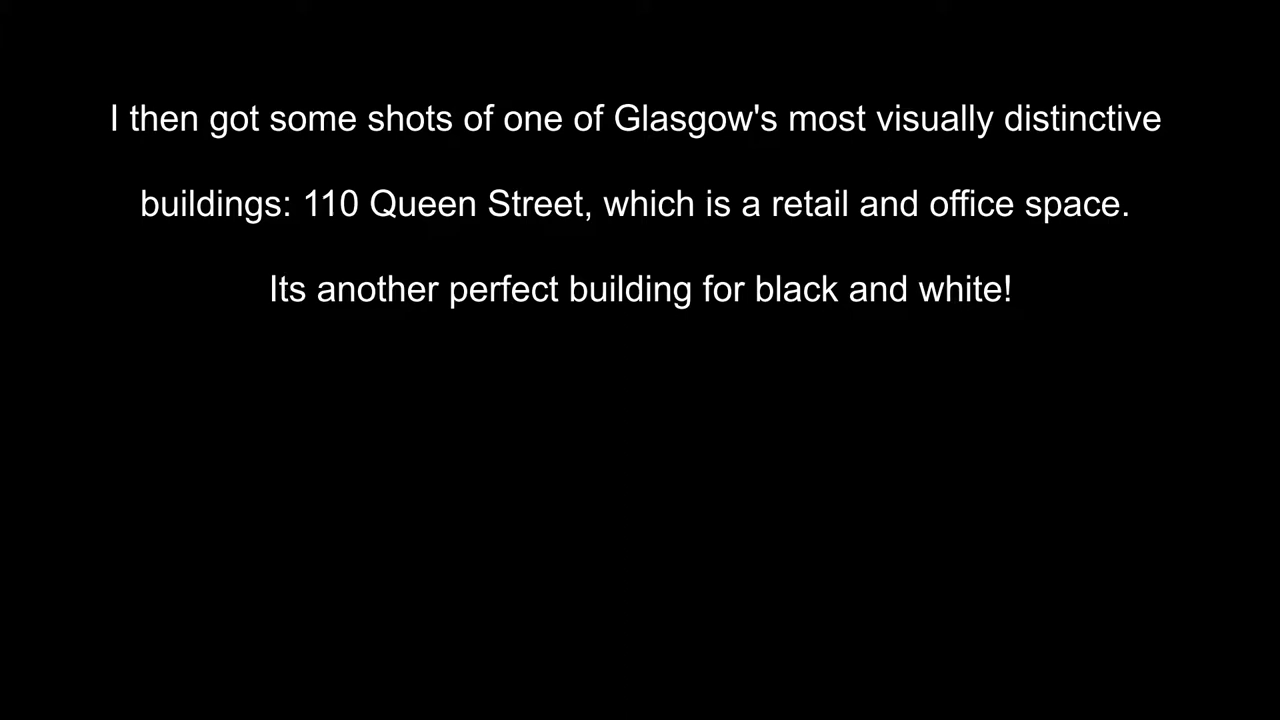 I then got some shots of one of Glasgow's most visually distinctive
buildings: 110 Queen Street, which is a retail and office space.
Its another perfect building for black and white!